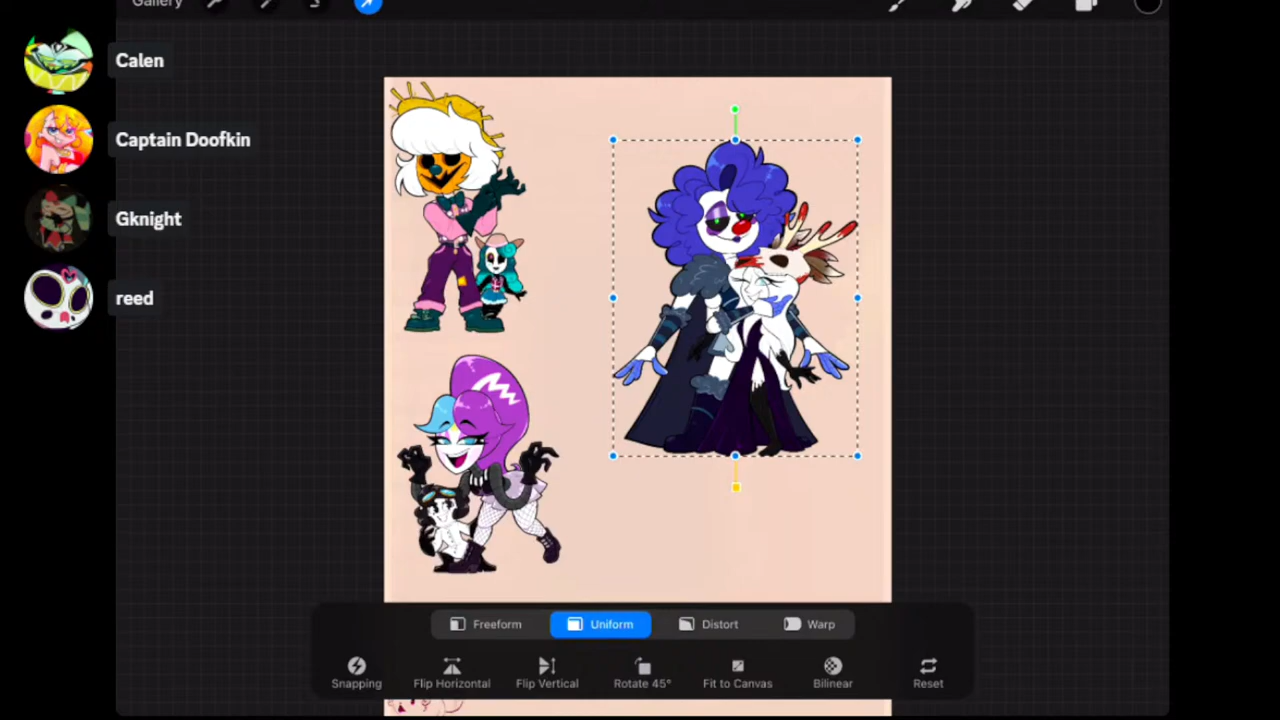 Gallery
Calen
Captain Doofkin
Gknight
reed
Freeform
Uniform
Distort
Warp
Snapping
Flip Horizontal
Flip Vertical
Rotate 45°
Fit to Canvas
Bilinear
Reset